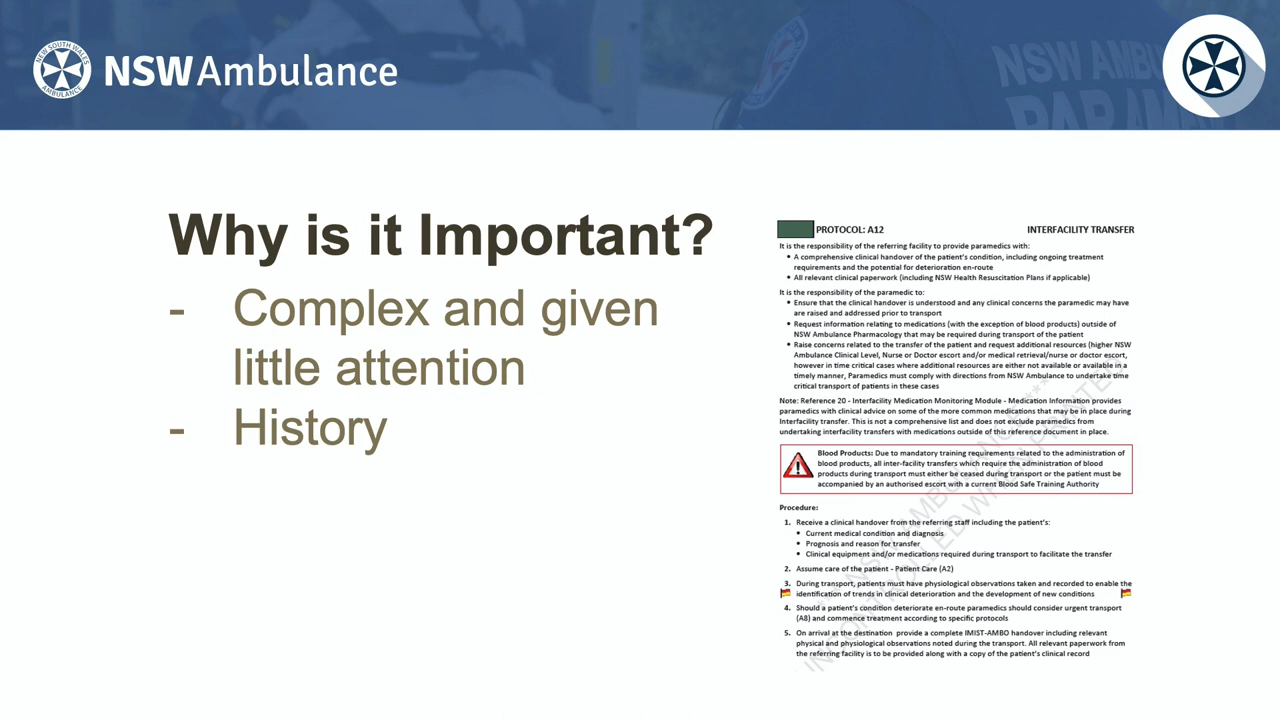 NEW SOUTH WALES
AMBULANCE
NSW Ambulance
NSW AMBU
PARAME
Why is it Important?
- Complex and given
little attention
- History
PROTOCOL: A12
INTERFACILITY TRANSFER
It is the responsibility of the referring facility to provide paramedics with:
• A comprehensive clinical handover of the patient's condition, including ongoing treatment
requirements and the potential for deterioration en-route
• All relevant clinical paperwork (including NSW Health Resuscitation Plans if applicable)
It is the responsibility of the paramedic to:
• Ensure that the clinical handover is understood and any clinical concerns the paramedic may have
are raised and addressed prior to transport
• Request information relating to medications (with the exception of blood products) outside of
NSW Ambulance Pharmacology that may be required during transport of the patient
• Raise concerns related to the transfer of the patient and request additional resources (higher NSW
Ambulance Clinical Level, Nurse or Doctor escort and/or medical retrieval/nurse or doctor escort,
however in time critical cases where additional resources are either not available or available in a
timely manner, Paramedics must comply with directions from NSW Ambulance to undertake time
critical transport of patients in these cases
Note: Reference 20 - Interfacility Medication Monitoring Module - Medication Information provides
paramedics with clinical advice on some of the more common medications that may be in place during
Interfacility transfer. This is not a comprehensive list and does not exclude paramedics from
undertaking interfacility transfers with medications outside of this reference document in place.
Blood Products: Due to mandatory training requirements related to the administration of
blood products, all inter-facility transfers which require the administration of blood
products during transport must either be ceased during transport or the patient must be
accompanied by an authorised escort with a current Blood Safe Training Authority
Procedure:
1. Receive a clinical handover from the referring staff including the patient's:
• Current medical condition and diagnosis
• Prognosis and reason for transfer
• Clinical equipment and/or medications required during transport to facilitate the transfer
2. Assume care of the patient - Patient Care (A2)
3. During transport, patients must have physiological observations taken and recorded to enable the
identification of trends in clinical deterioration and the development of new conditions
4. Should a patient's condition deteriorate en-route paramedics should consider urgent transport
(A8) and commence treatment according to specific protocols
5. On arrival at the destination provide a complete IMIST-AMBO handover including relevant
physical and physiological observations noted during the transport. All relevant paperwork from
the referring facility is to be provided along with a copy of the patient's clinical record